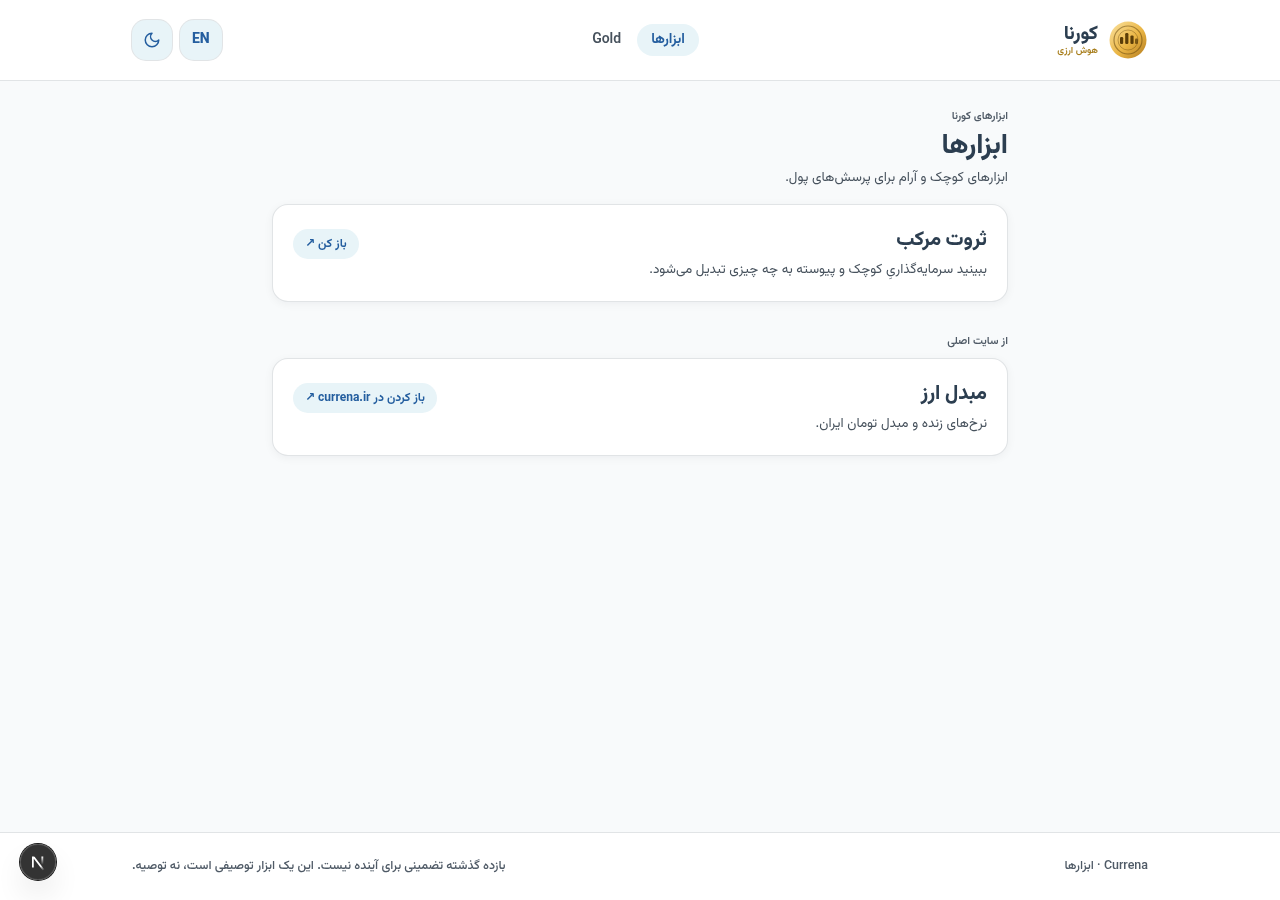 کورنا
هوش ارزی
ابزارها
Gold
EN
ابزارهای کورنا
ابزارها
ابزارهای کوچک و آرام برای پرسش‌های پول.
ثروت مرکب
ببینید سرمایه‌گذاریِ کوچک و پیوسته به چه چیزی تبدیل می‌شود.
باز کن ↗
از سایت اصلی
مبدل ارز
نرخ‌های زنده و مبدل تومان ایران.
باز کردن در currena.ir ↗
Currena · ابزارها
بازده گذشته تضمینی برای آینده نیست. این یک ابزار توصیفی است، نه توصیه.
N